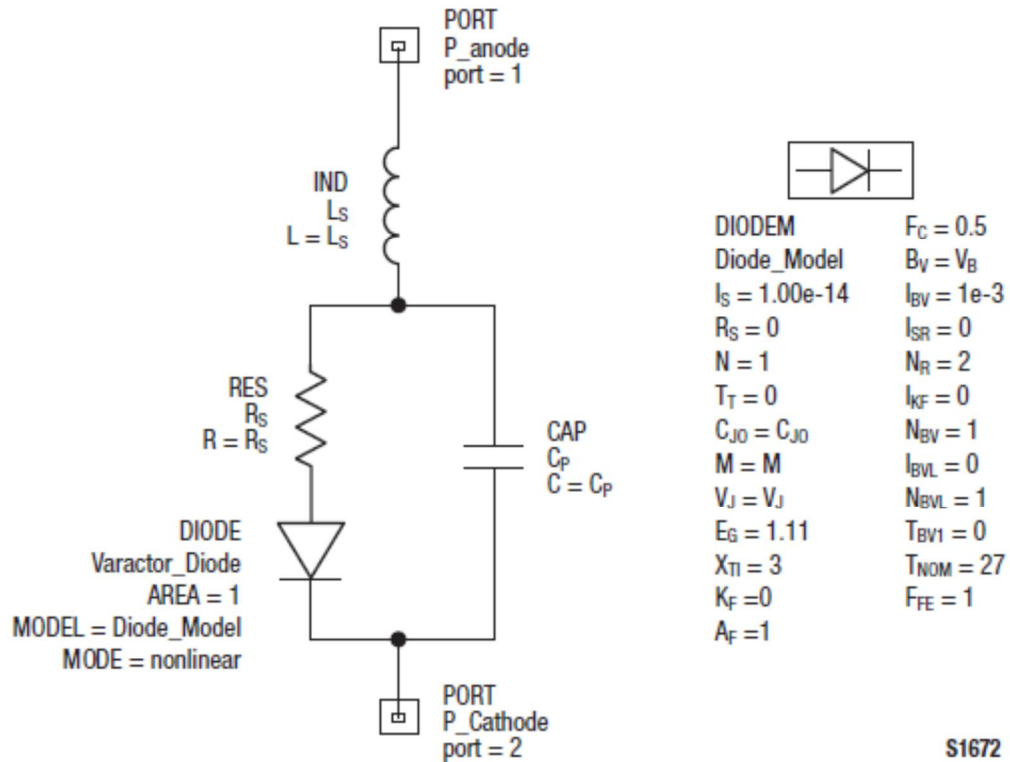 PORT
P_anode
port = 1
IND
LS
L = LS
RES
RS
R = RS
CAP
CP
C = CP
DIODE
Varactor_Diode
AREA = 1
MODEL = Diode_Model
MODE = nonlinear
PORT
P_Cathode
port = 2
DIODEM
Diode_Model
IS = 1.00e-14
RS = 0
N = 1
TT = 0
CJO = CJO
M = M
VJ = VJ
EG = 1.11
XTI = 3
KF =0
AF =1
FC = 0.5
BV = VB
IBV = 1e-3
ISR = 0
NR = 2
IKF = 0
NBV = 1
IBVL = 0
NBVL = 1
TBV1 = 0
TNOM = 27
FFE = 1
S1672